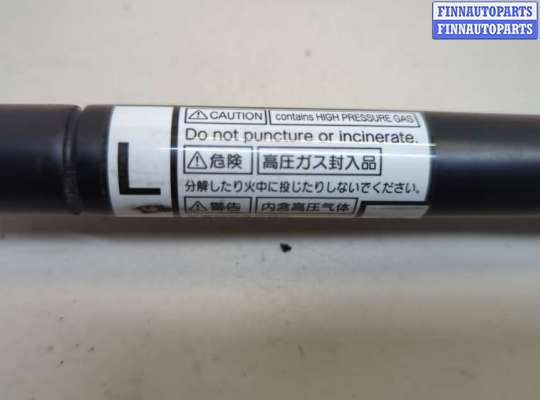 FINNAUTOPARTS
FINNAUTOPARTS
⚠CAUTION contains HIGH PRESSURE GAS
Do not puncture or incinerate.
L
⚠危険 高圧ガス封入品
分解したり火中に投じたりしないでください。
⚠警告 内含高压气体